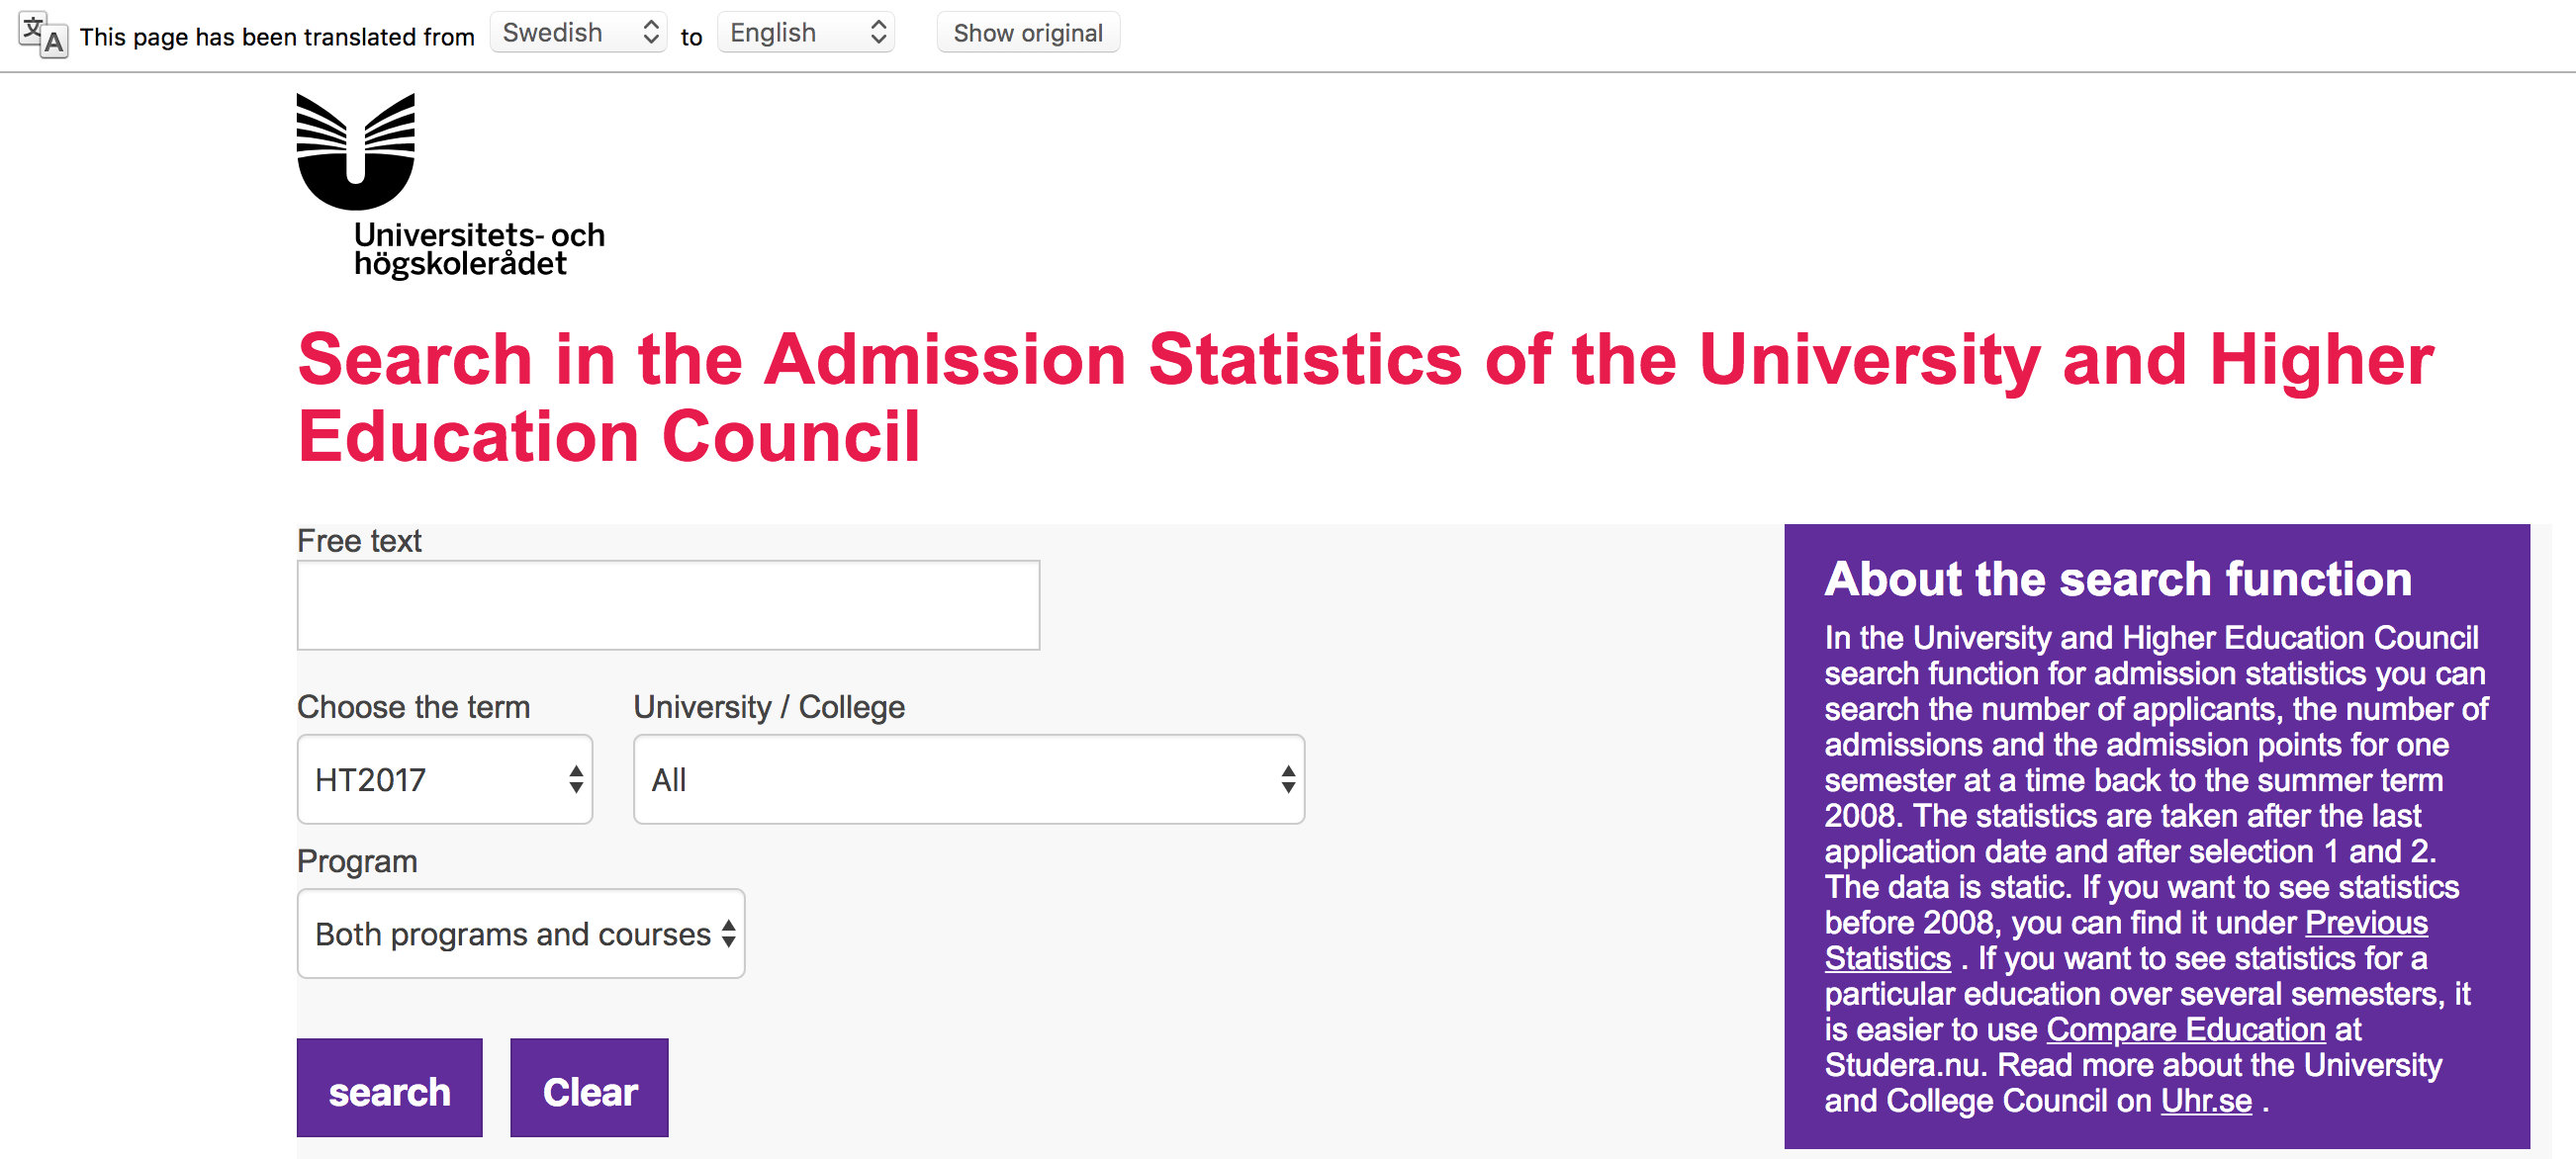 This page has been translated from Swedish to English Show original
Universitets- och
högskolerådet
Search in the Admission Statistics of the University and Higher
Education Council
Free text
Choose the term University / College
HT2017 All
Program
Both programs and courses
search Clear
About the search function
In the University and Higher Education Council
search function for admission statistics you can
search the number of applicants, the number of
admissions and the admission points for one
semester at a time back to the summer term
2008. The statistics are taken after the last
application date and after selection 1 and 2.
The data is static. If you want to see statistics
before 2008, you can find it under Previous
Statistics . If you want to see statistics for a
particular education over several semesters, it
is easier to use Compare Education at
Studera.nu. Read more about the University
and College Council on Uhr.se .